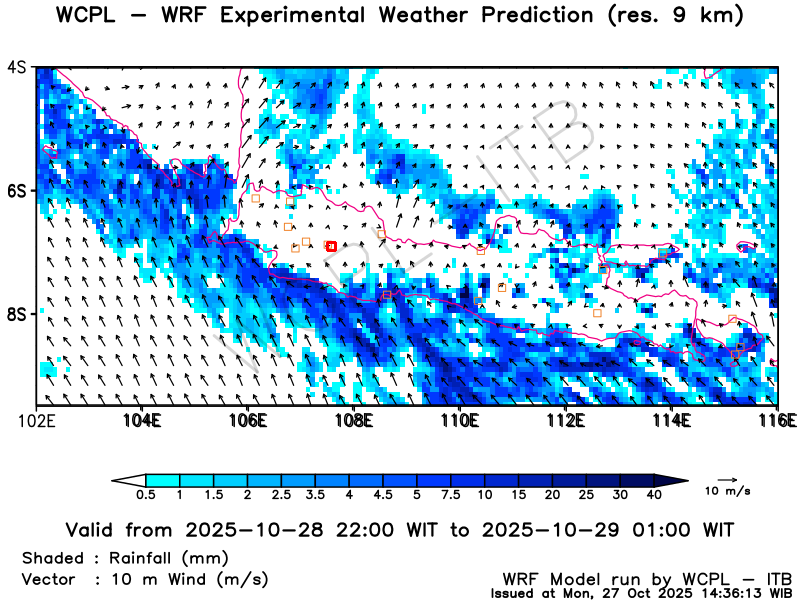 WCPL – WRF Experimental Weather Prediction (res. 9 km)
4S
6S
8S
102E 104E 106E 108E 110E 112E 114E 116E
WCPL ITB
0.5 1 1.5 2 2.5 3.5 4 4.5 5 7.5 10 15 20 25 30 40
10 m/s
Valid from 2025-10-28 22:00 WIT to 2025-10-29 01:00 WIT
Shaded : Rainfall (mm)
Vector : 10 m Wind (m/s)
WRF Model run by WCPL – ITB
Issued at Mon, 27 Oct 2025 14:36:13 WIB